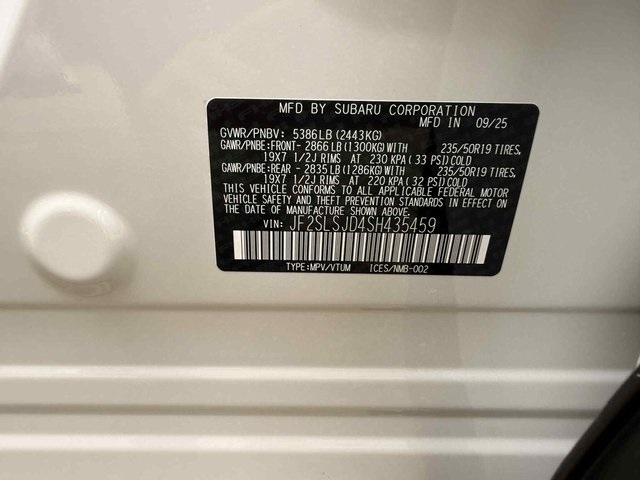 MFD BY SUBARU CORPORATION
MFD IN 09/25
GVWR/PNBV: 5386LB(2443KG)
GAWR/PNBE:FRONT- 2866LB(1300KG)WITH 235/50R19 TIRES,
19X7 1/2J RIMS AT 230 KPA(33 PSI)COLD
GAWR/PNBE:REAR - 2835LB(1286KG)WITH 235/50R19 TIRES,
19X7 1/2J RIMS AT 220 KPA(32 PSI)COLD
THIS VEHICLE CONFORMS TO ALL APPLICABLE FEDERAL MOTOR
VEHICLE SAFETY AND THEFT PREVENTION STANDARDS IN EFFECT ON
THE DATE OF MANUFACTURE SHOWN ABOVE.
VIN: JF2SLSJD4SH435459
TYPE:MPV/VTUM ICES/NMB-002